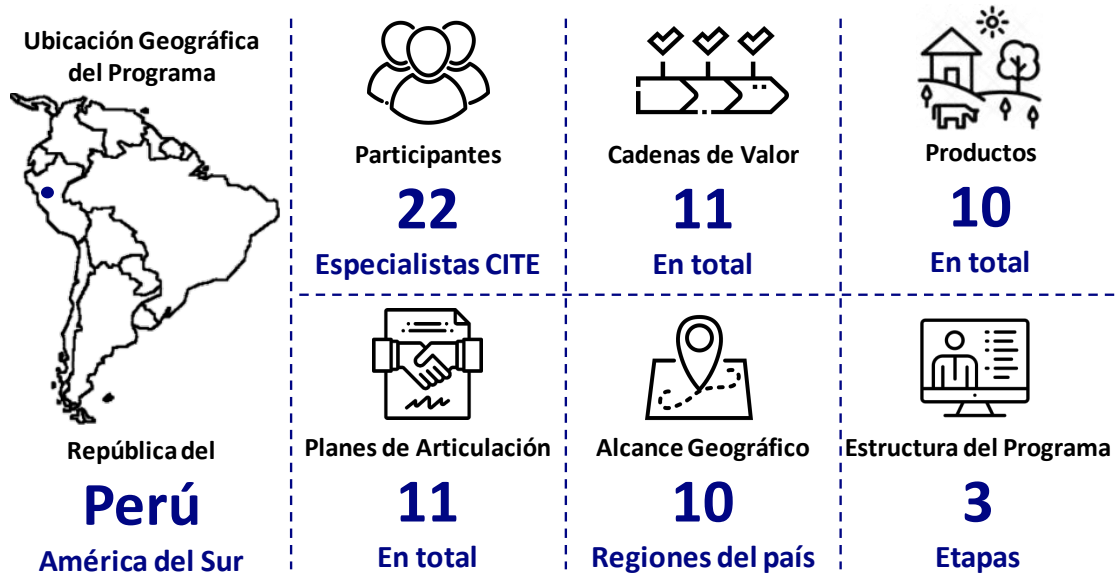 Ubicación Geográfica
del Programa
República del
Perú
América del Sur
Participantes
22
Especialistas CITE
Cadenas de Valor
11
En total
Productos
10
En total
Planes de Articulación
11
En total
Alcance Geográfico
10
Regiones del país
Estructura del Programa
3
Etapas